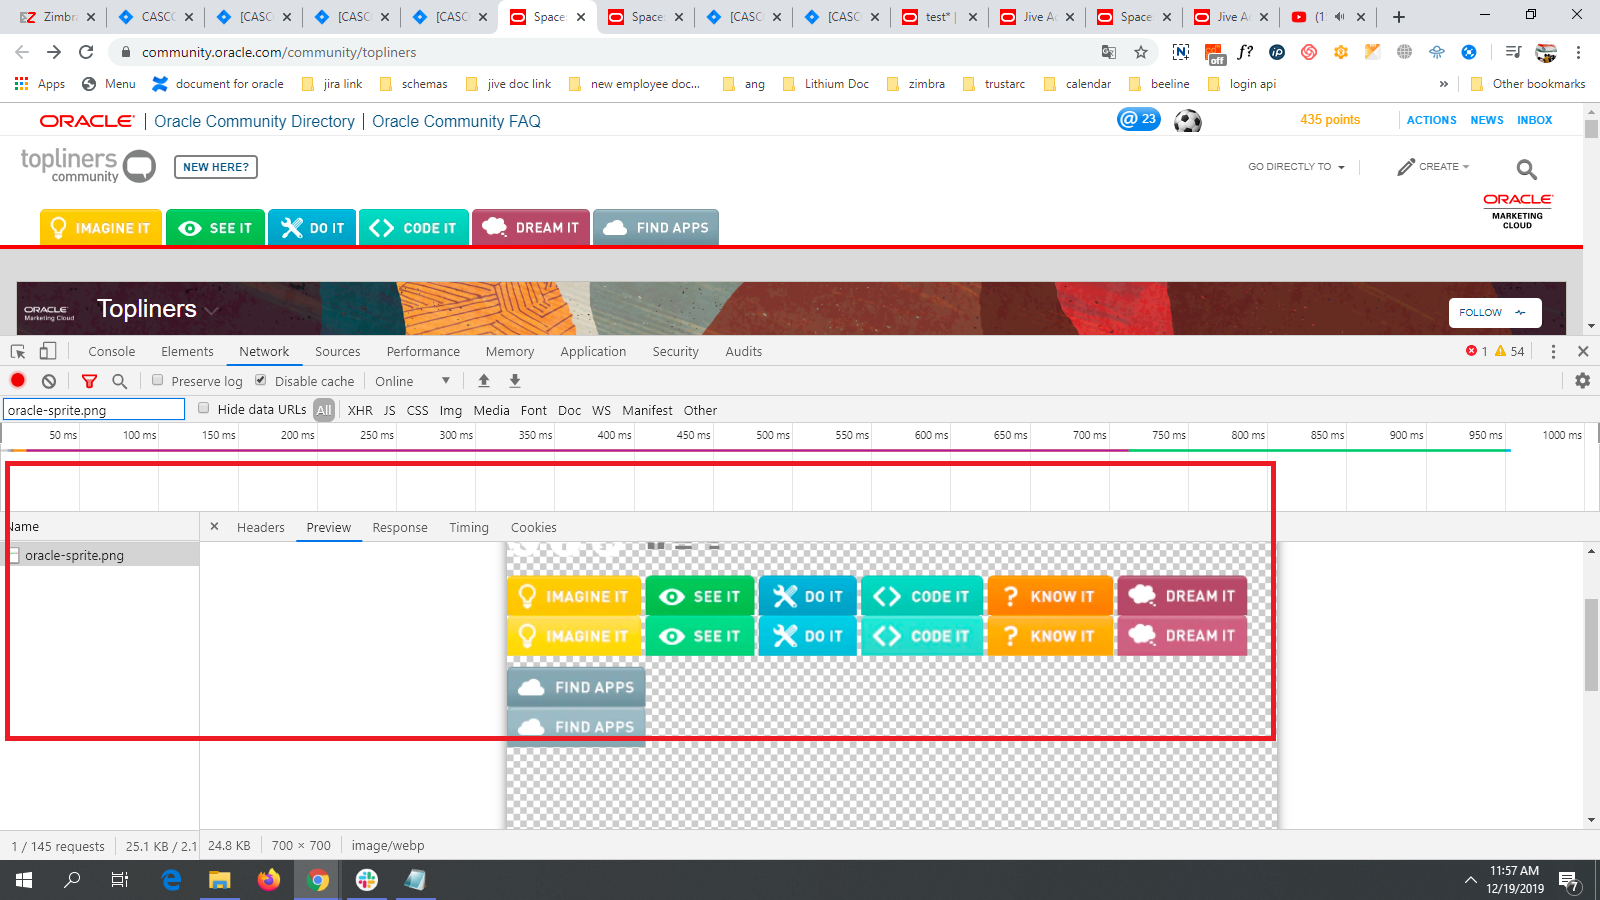 Zimbra
CASC
[CASC
[CASC
[CASC
Space
Space
[CASC
[CASC
test* |
Jive Ac
Space
Jive Ac
(1
community.oracle.com/community/topliners
off
f?
Apps
Menu
document for oracle
jira link
schemas
jive doc link
new employee doc...
ang
Lithium Doc
zimbra
trustarc
calendar
beeline
login api
»
Other bookmarks
ORACLE | Oracle Community Directory | Oracle Community FAQ
@ 23
435 points
ACTIONS NEWS INBOX
topliners
community
NEW HERE?
GO DIRECTLY TO
CREATE
ORACLE
MARKETING
CLOUD
IMAGINE IT
SEE IT
DO IT
CODE IT
DREAM IT
FIND APPS
ORACLE
Marketing Cloud
Topliners
FOLLOW
Console Elements Network Sources Performance Memory Application Security Audits
1 54
Preserve log
Disable cache
Online
oracle-sprite.png
Hide data URLs
All XHR JS CSS Img Media Font Doc WS Manifest Other
50 ms 100 ms 150 ms 200 ms 250 ms 300 ms 350 ms 400 ms 450 ms 500 ms 550 ms 600 ms 650 ms 700 ms 750 ms 800 ms 850 ms 900 ms 950 ms 1000 ms
Name
Headers Preview Response Timing Cookies
oracle-sprite.png
IMAGINE IT SEE IT DO IT CODE IT ? KNOW IT DREAM IT
IMAGINE IT SEE IT DO IT CODE IT ? KNOW IT DREAM IT
FIND APPS
FIND APPS
1 / 145 requests
25.1 KB / 2.1
24.8 KB
700 × 700
image/webp
11:57 AM
12/19/2019
7